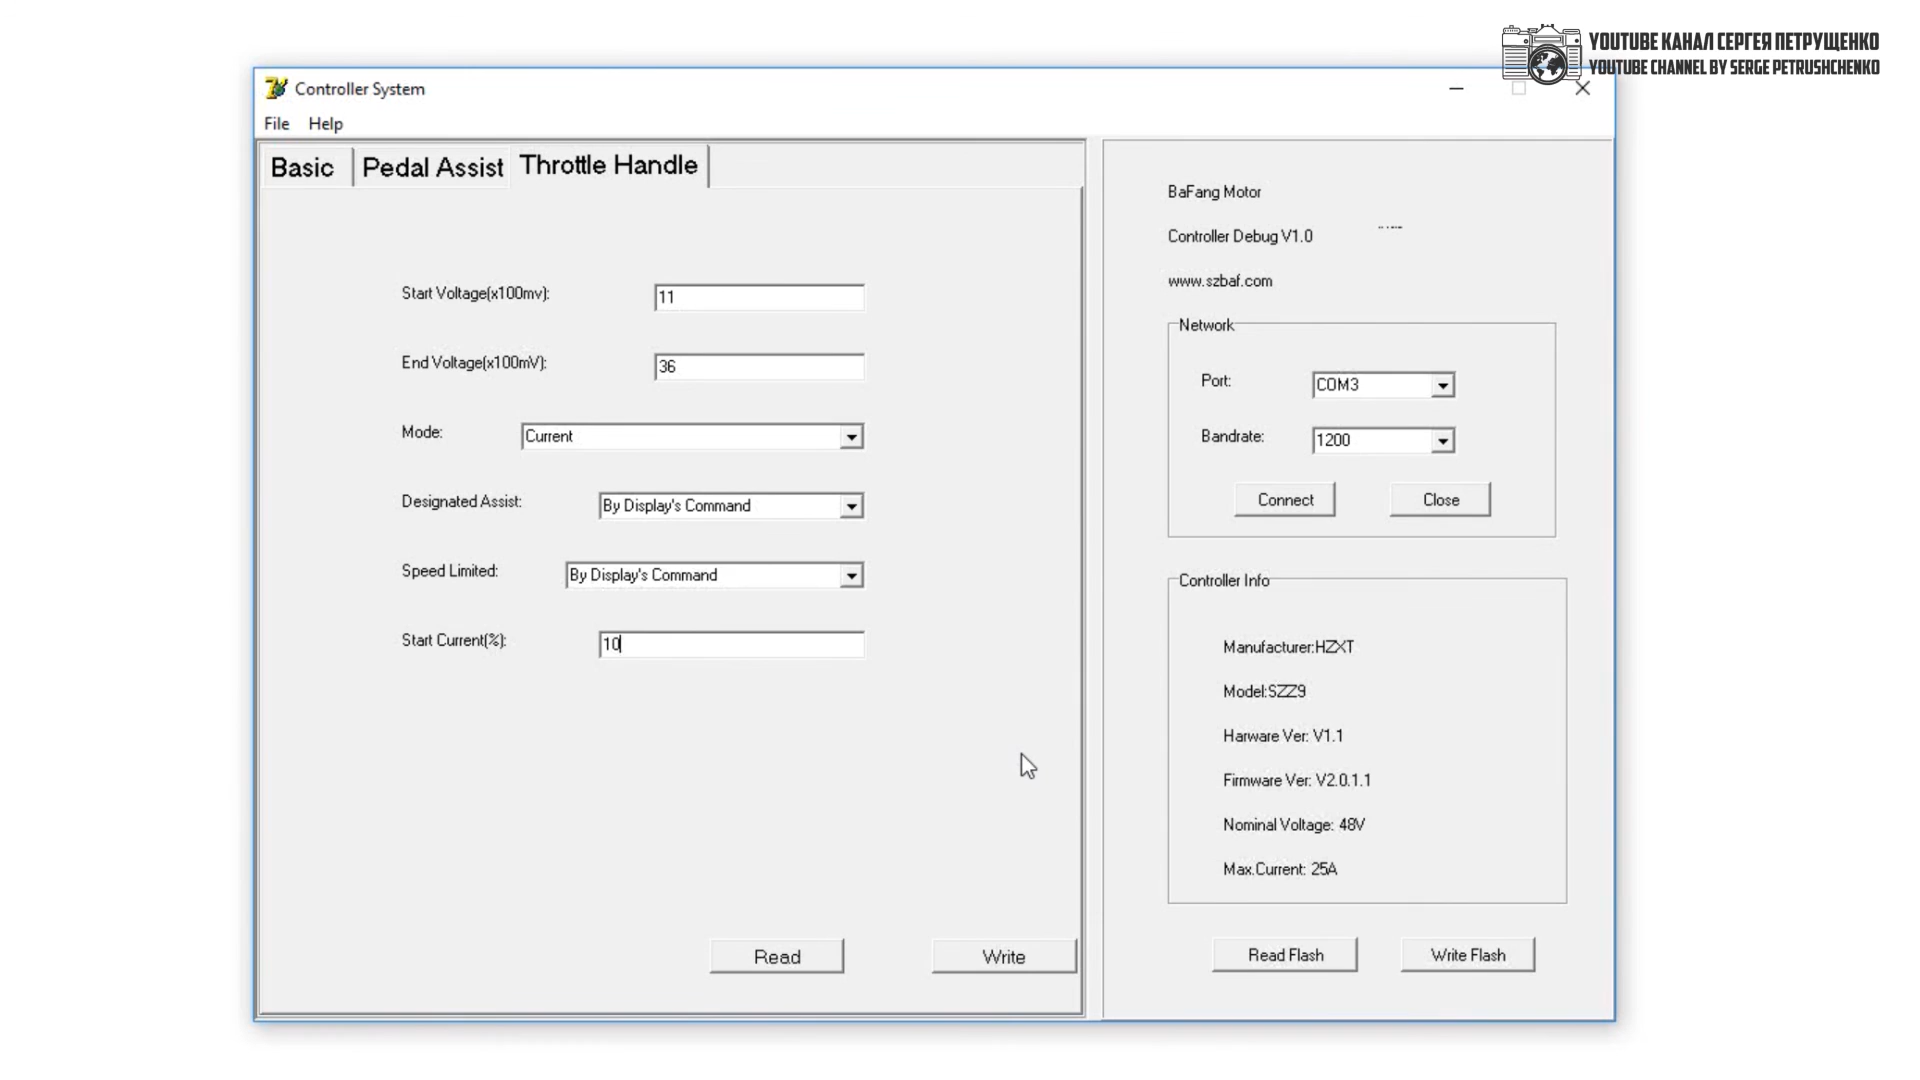 YOUTUBE КАНАЛ СЕРГЕЯ ПЕТРУЩЕНКО
YOUTUBE CHANNEL BY SERGE PETRUSHCHENKO
Controller System
File Help
Basic Pedal Assist Throttle Handle
Start Voltage(x100mv): 11
End Voltage(x100mV): 36
Mode: Current
Designated Assist: By Display's Command
Speed Limited: By Display's Command
Start Current(%): 10
Read Write
BaFang Motor
Controller Debug V1.0
www.szbaf.com
Network
Port: COM3
Bandrate: 1200
Connect Close
Controller Info
Manufacturer:HZXT
Model:SZZ9
Harware Ver: V1.1
Firmware Ver: V2.0.1.1
Nominal Voltage: 48V
Max.Current: 25A
Read Flash Write Flash